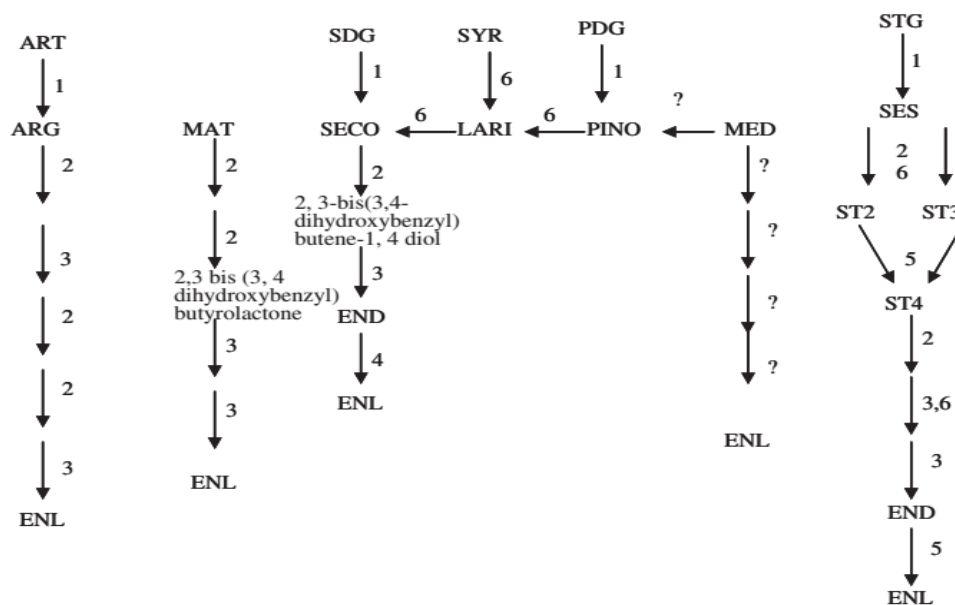 ART
1
ARG
2
3
2
2
3
ENL
MAT
2
2
2,3 bis (3, 4
dihydroxybenzyl)
butyrolactone
3
3
ENL
SDG
1
SECO
2
2, 3-bis(3,4-
dihydroxybenzyl)
butene-1, 4 diol
3
END
4
ENL
SYR
6
6
LARI
6
PDG
1
PINO
?
MED
?
?
?
?
ENL
STG
1
SES
2
6
ST2
ST3
5
ST4
2
3,6
3
END
5
ENL